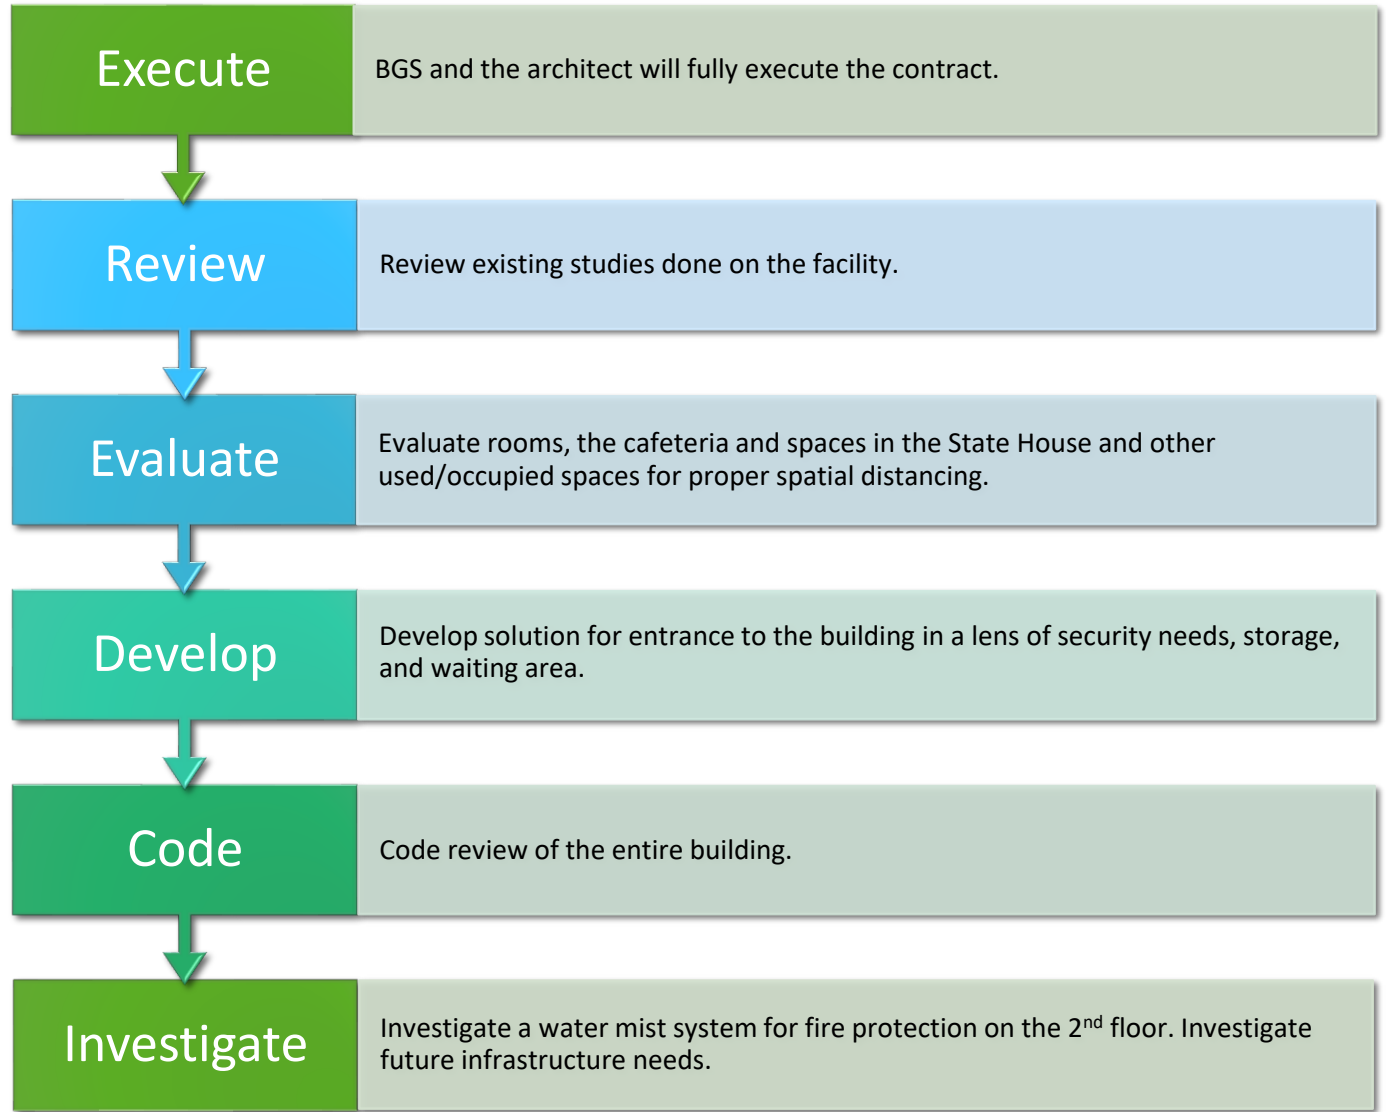 Execute
BGS and the architect will fully execute the contract.
Review
Review existing studies done on the facility.
Evaluate
Evaluate rooms, the cafeteria and spaces in the State House and other
used/occupied spaces for proper spatial distancing.
Develop
Develop solution for entrance to the building in a lens of security needs, storage,
and waiting area.
Code
Code review of the entire building.
Investigate
Investigate a water mist system for fire protection on the 2nd floor. Investigate
future infrastructure needs.